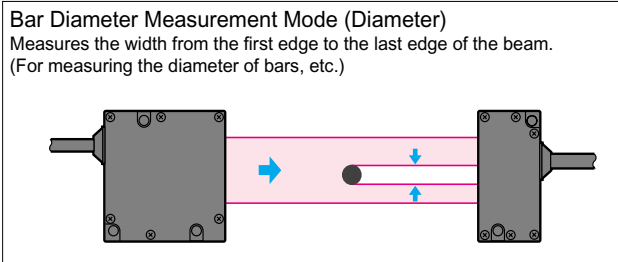 Bar Diameter Measurement Mode (Diameter)
Measures the width from the first edge to the last edge of the beam.
(For measuring the diameter of bars, etc.)